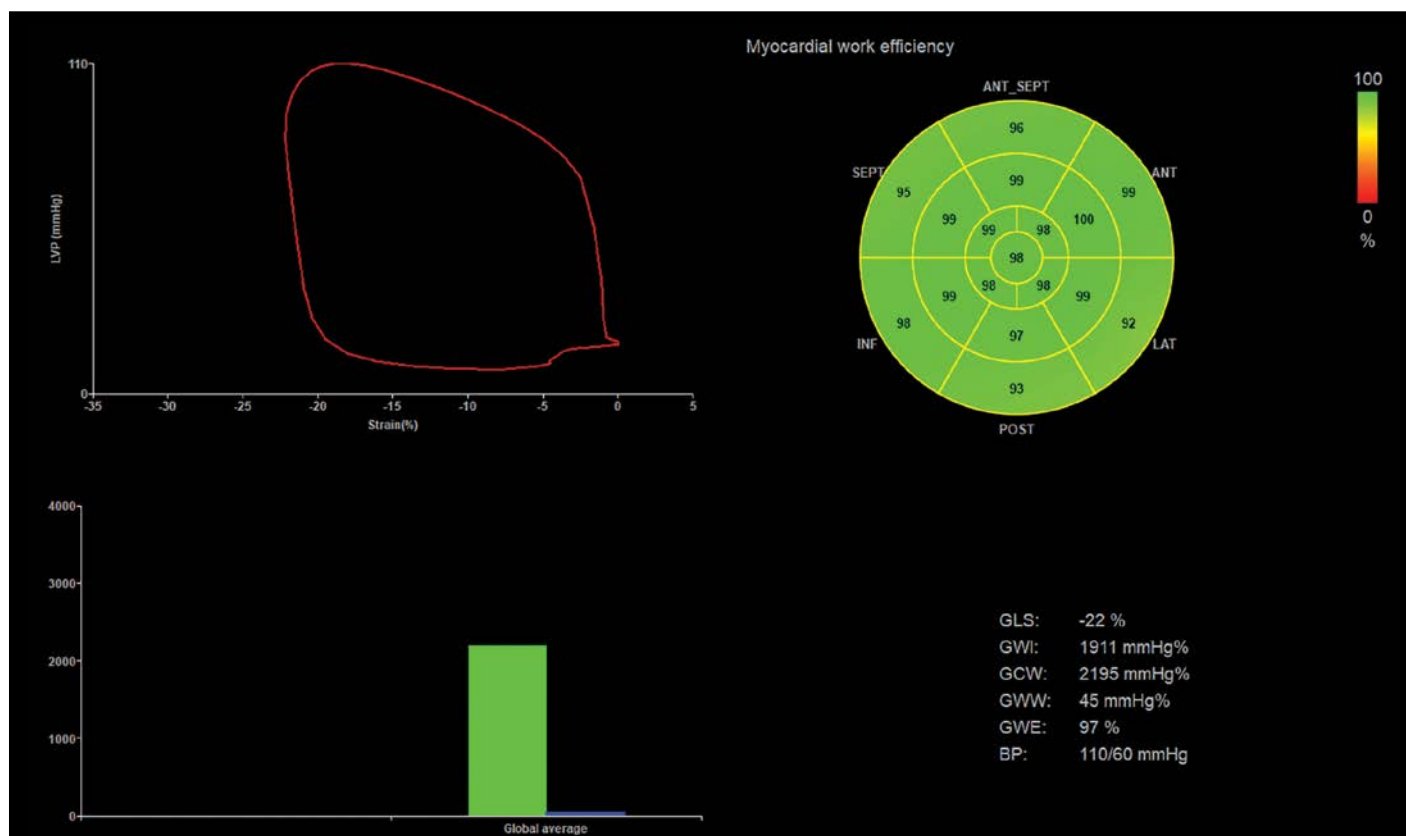 Myocardial work efficiency
110
LVP (mmHg)
0
-35 -30 -25 -20 -15 -10 -5 0 5
Strain(%)
ANT_SEPT
96
SEPT ANT
95 99 99
99 100
99 98
98
98 98
99 99
98 97 92
INF LAT
93
POST
100
0
%
4000
3000
2000
1000
0
Global average
GLS: -22 %
GWI: 1911 mmHg%
GCW: 2195 mmHg%
GWW: 45 mmHg%
GWE: 97 %
BP: 110/60 mmHg